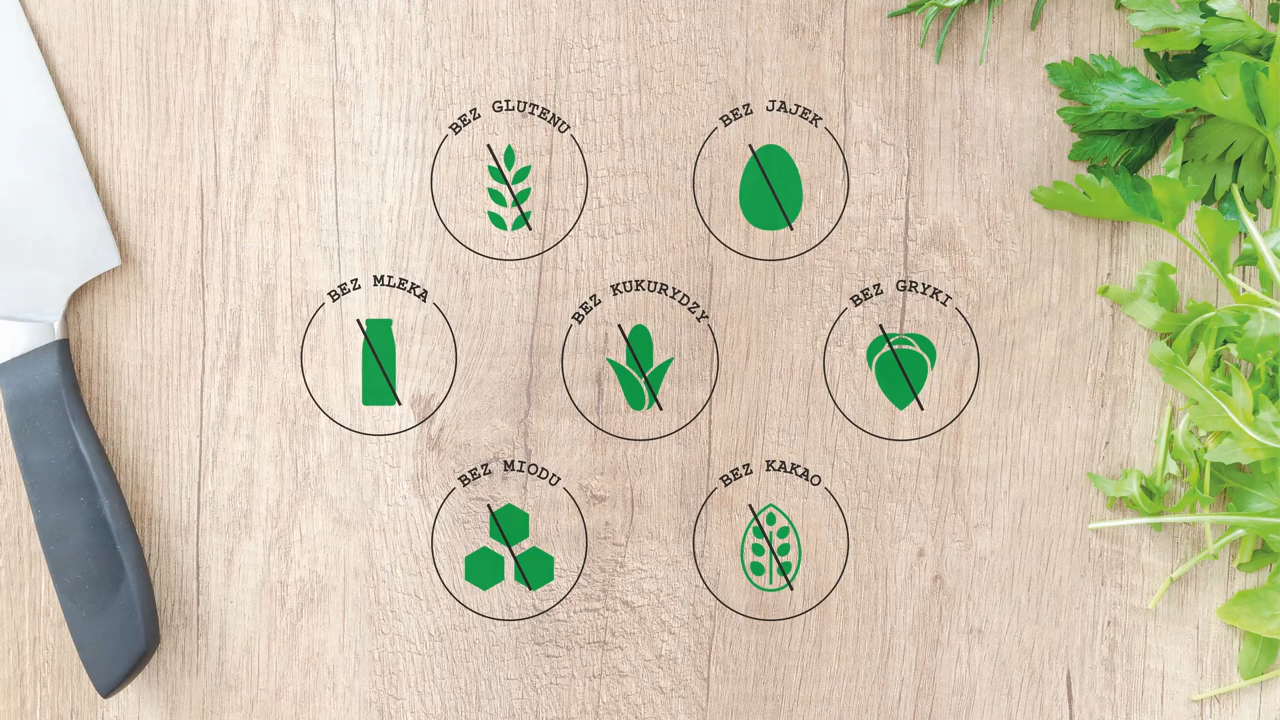 BEZ GLUTENU
BEZ JAJEK
BEZ MLEKA
BEZ KUKURYDZY
BEZ GRYKI
BEZ MIODU
BEZ KAKAO